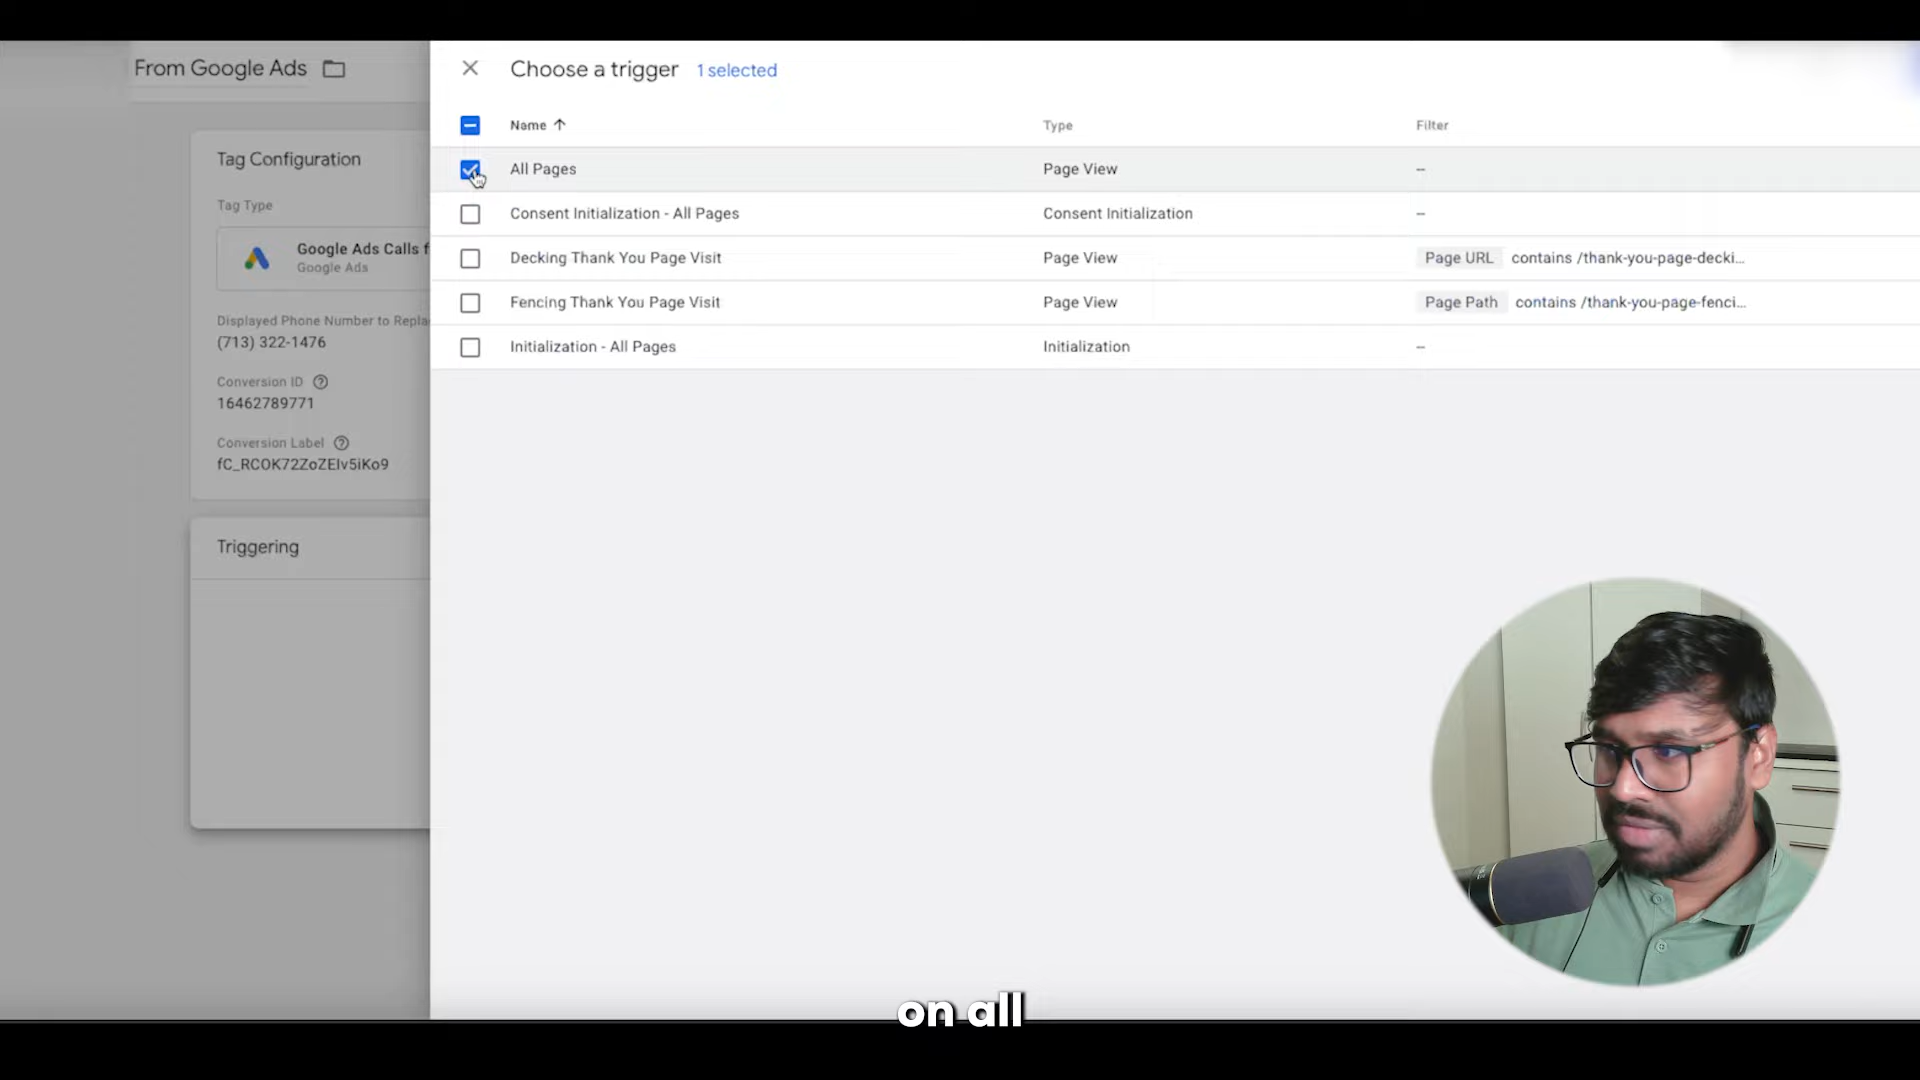 From Google Ads
Choose a trigger 1 selected
Name Type Filter
All Pages Page View –
Consent Initialization - All Pages Consent Initialization –
Decking Thank You Page Visit Page View Page URL contains /thank-you-page-decki...
Fencing Thank You Page Visit Page View Page Path contains /thank-you-page-fenci...
Initialization - All Pages Initialization –
Tag Configuration
Tag Type
Google Ads Calls f
Google Ads
Displayed Phone Number to Repla
(713) 322-1476
Conversion ID
16462789771
Conversion Label
fC_RCOK72ZoZEIv5iKo9
Triggering
on all